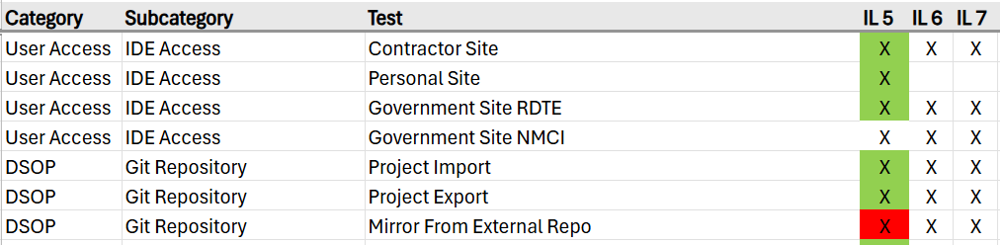 Category Subcategory Test IL 5 IL 6 IL 7
User Access IDE Access Contractor Site X X X
User Access IDE Access Personal Site X
User Access IDE Access Government Site RDTE X X X
User Access IDE Access Government Site NMCI X X X
DSOP Git Repository Project Import X X X
DSOP Git Repository Project Export X X X
DSOP Git Repository Mirror From External Repo X X X